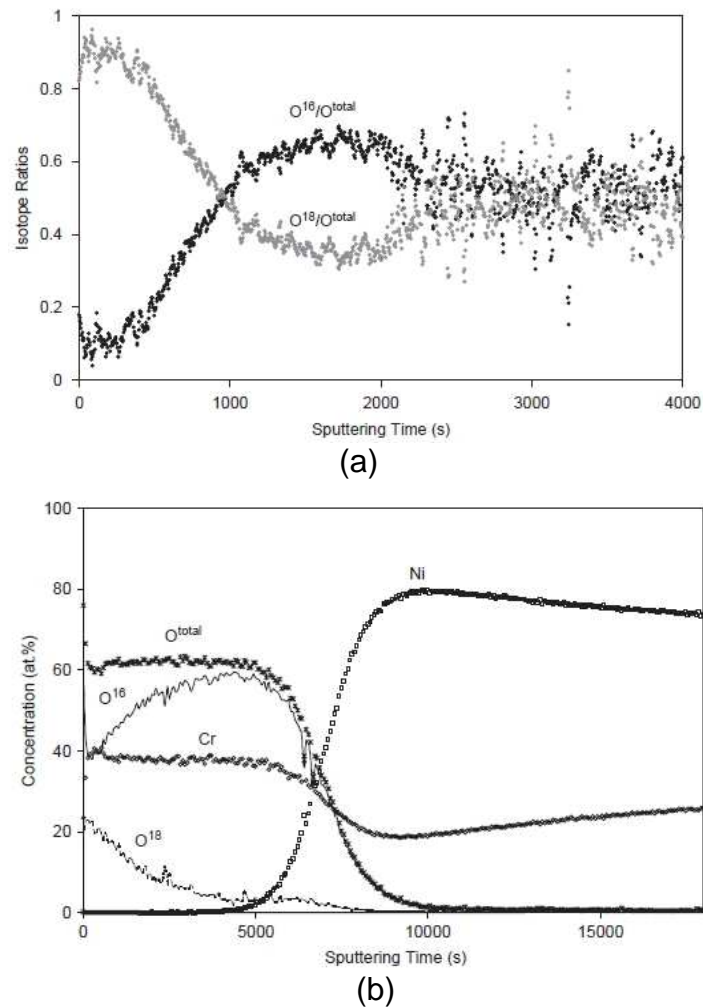 1
0.8
0.6
0.4
0.2
0
Isotope Ratios
O¹⁶/Oᵗᵒᵗᵃˡ
O¹⁸/Oᵗᵒᵗᵃˡ
0 1000 2000 3000 4000
Sputtering Time (s)
(a)
100
80
60
40
20
0
Concentration (at.%)
Ni
Oᵗᵒᵗᵃˡ
O¹⁶
Cr
O¹⁸
0 5000 10000 15000
Sputtering Time (s)
(b)